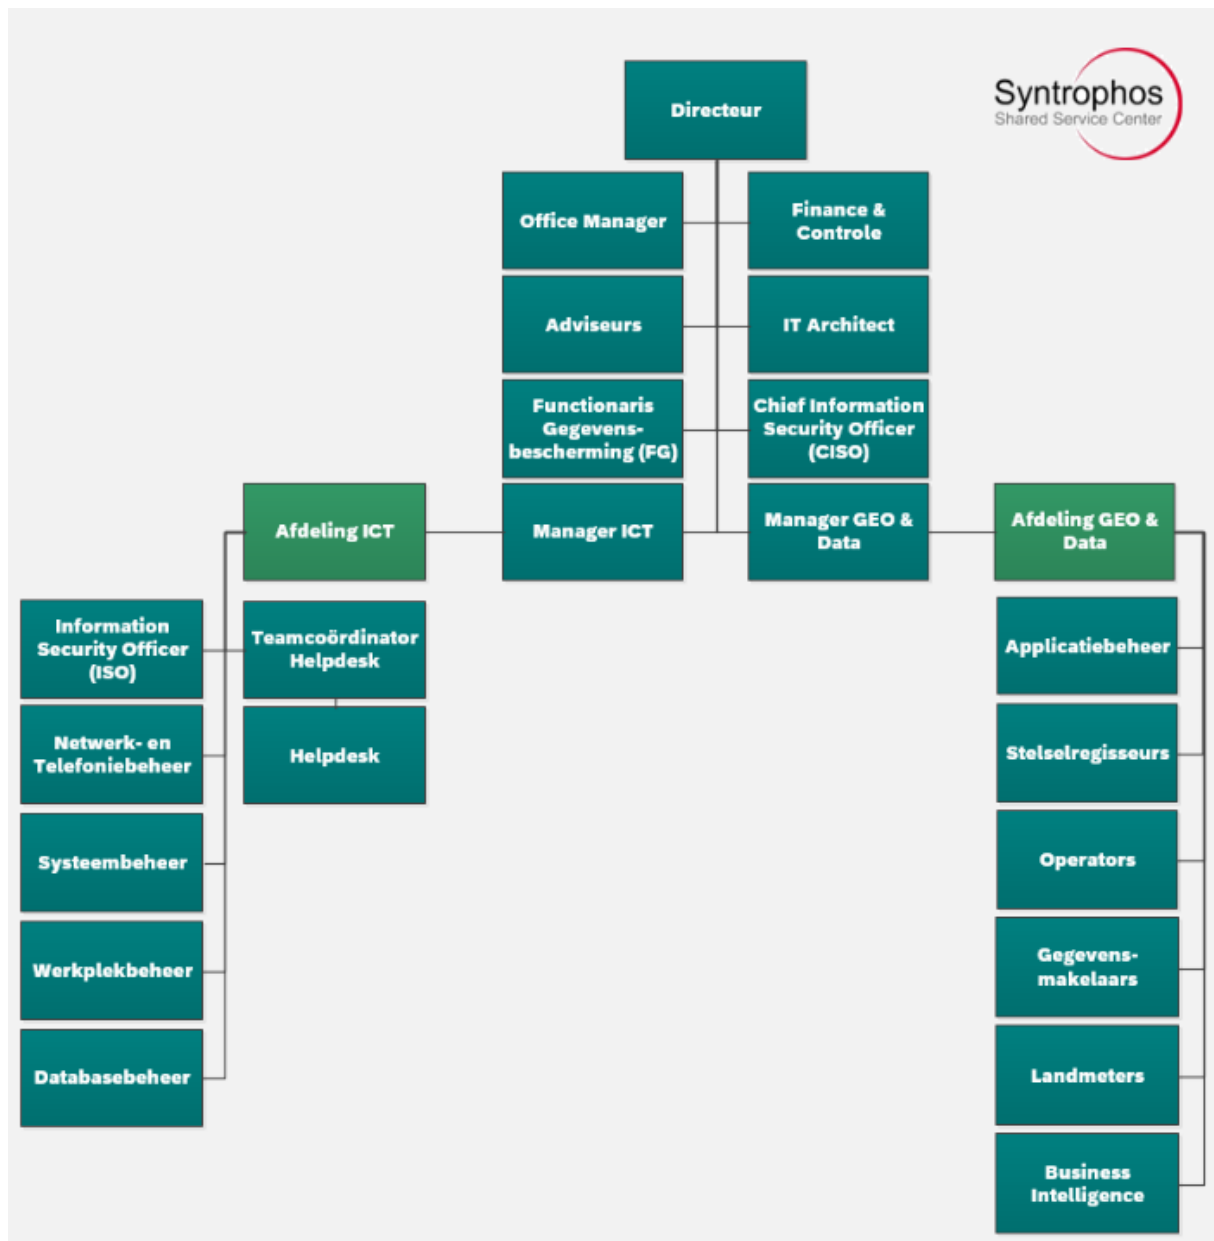 Syntrophos
Shared Service Center
Directeur
Office Manager
Finance &
Controle
Adviseurs
IT Architect
Functionaris
Gegevens-
bescherming (FG)
Chief Information
Security Officer
(CISO)
Afdeling ICT
Manager ICT
Manager GEO &
Data
Afdeling GEO &
Data
Information
Security Officer
(ISO)
Teamcoördinator
Helpdesk
Netwerk- en
Telefoniebeheer
Helpdesk
Systeembeheer
Werkplekbeheer
Databasebeheer
Applicatiebeheer
Stelselregisseurs
Operators
Gegevens-
makelaars
Landmeters
Business
Intelligence